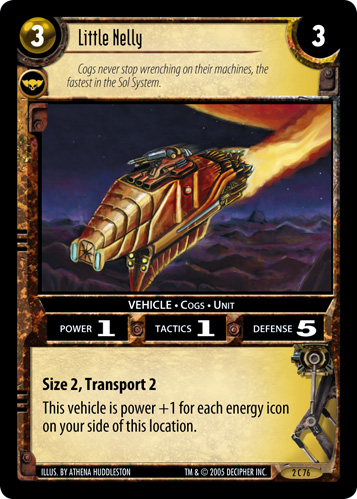 3 Little Nelly 3
Cogs never stop wrenching on their machines, the
fastest in the Sol System.
VEHICLE • COGS • UNIT
POWER 1 TACTICS 1 DEFENSE 5
Size 2, Transport 2
This vehicle is power +1 for each energy icon
on your side of this location.
ILLUS. BY ATHENA HUDDLESTON TM & © 2005 DECIPHER INC. 2 C 76